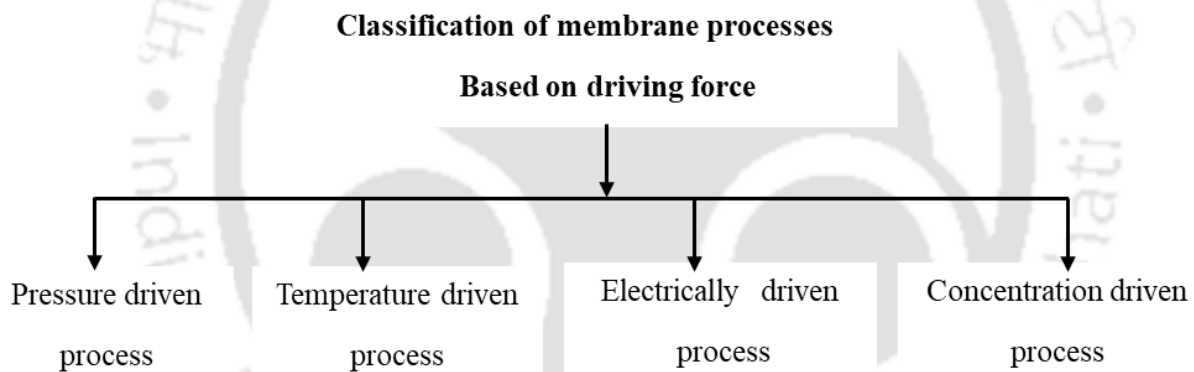 Classification of membrane processes
Based on driving force
Pressure driven process
Temperature driven process
Electrically driven process
Concentration driven process